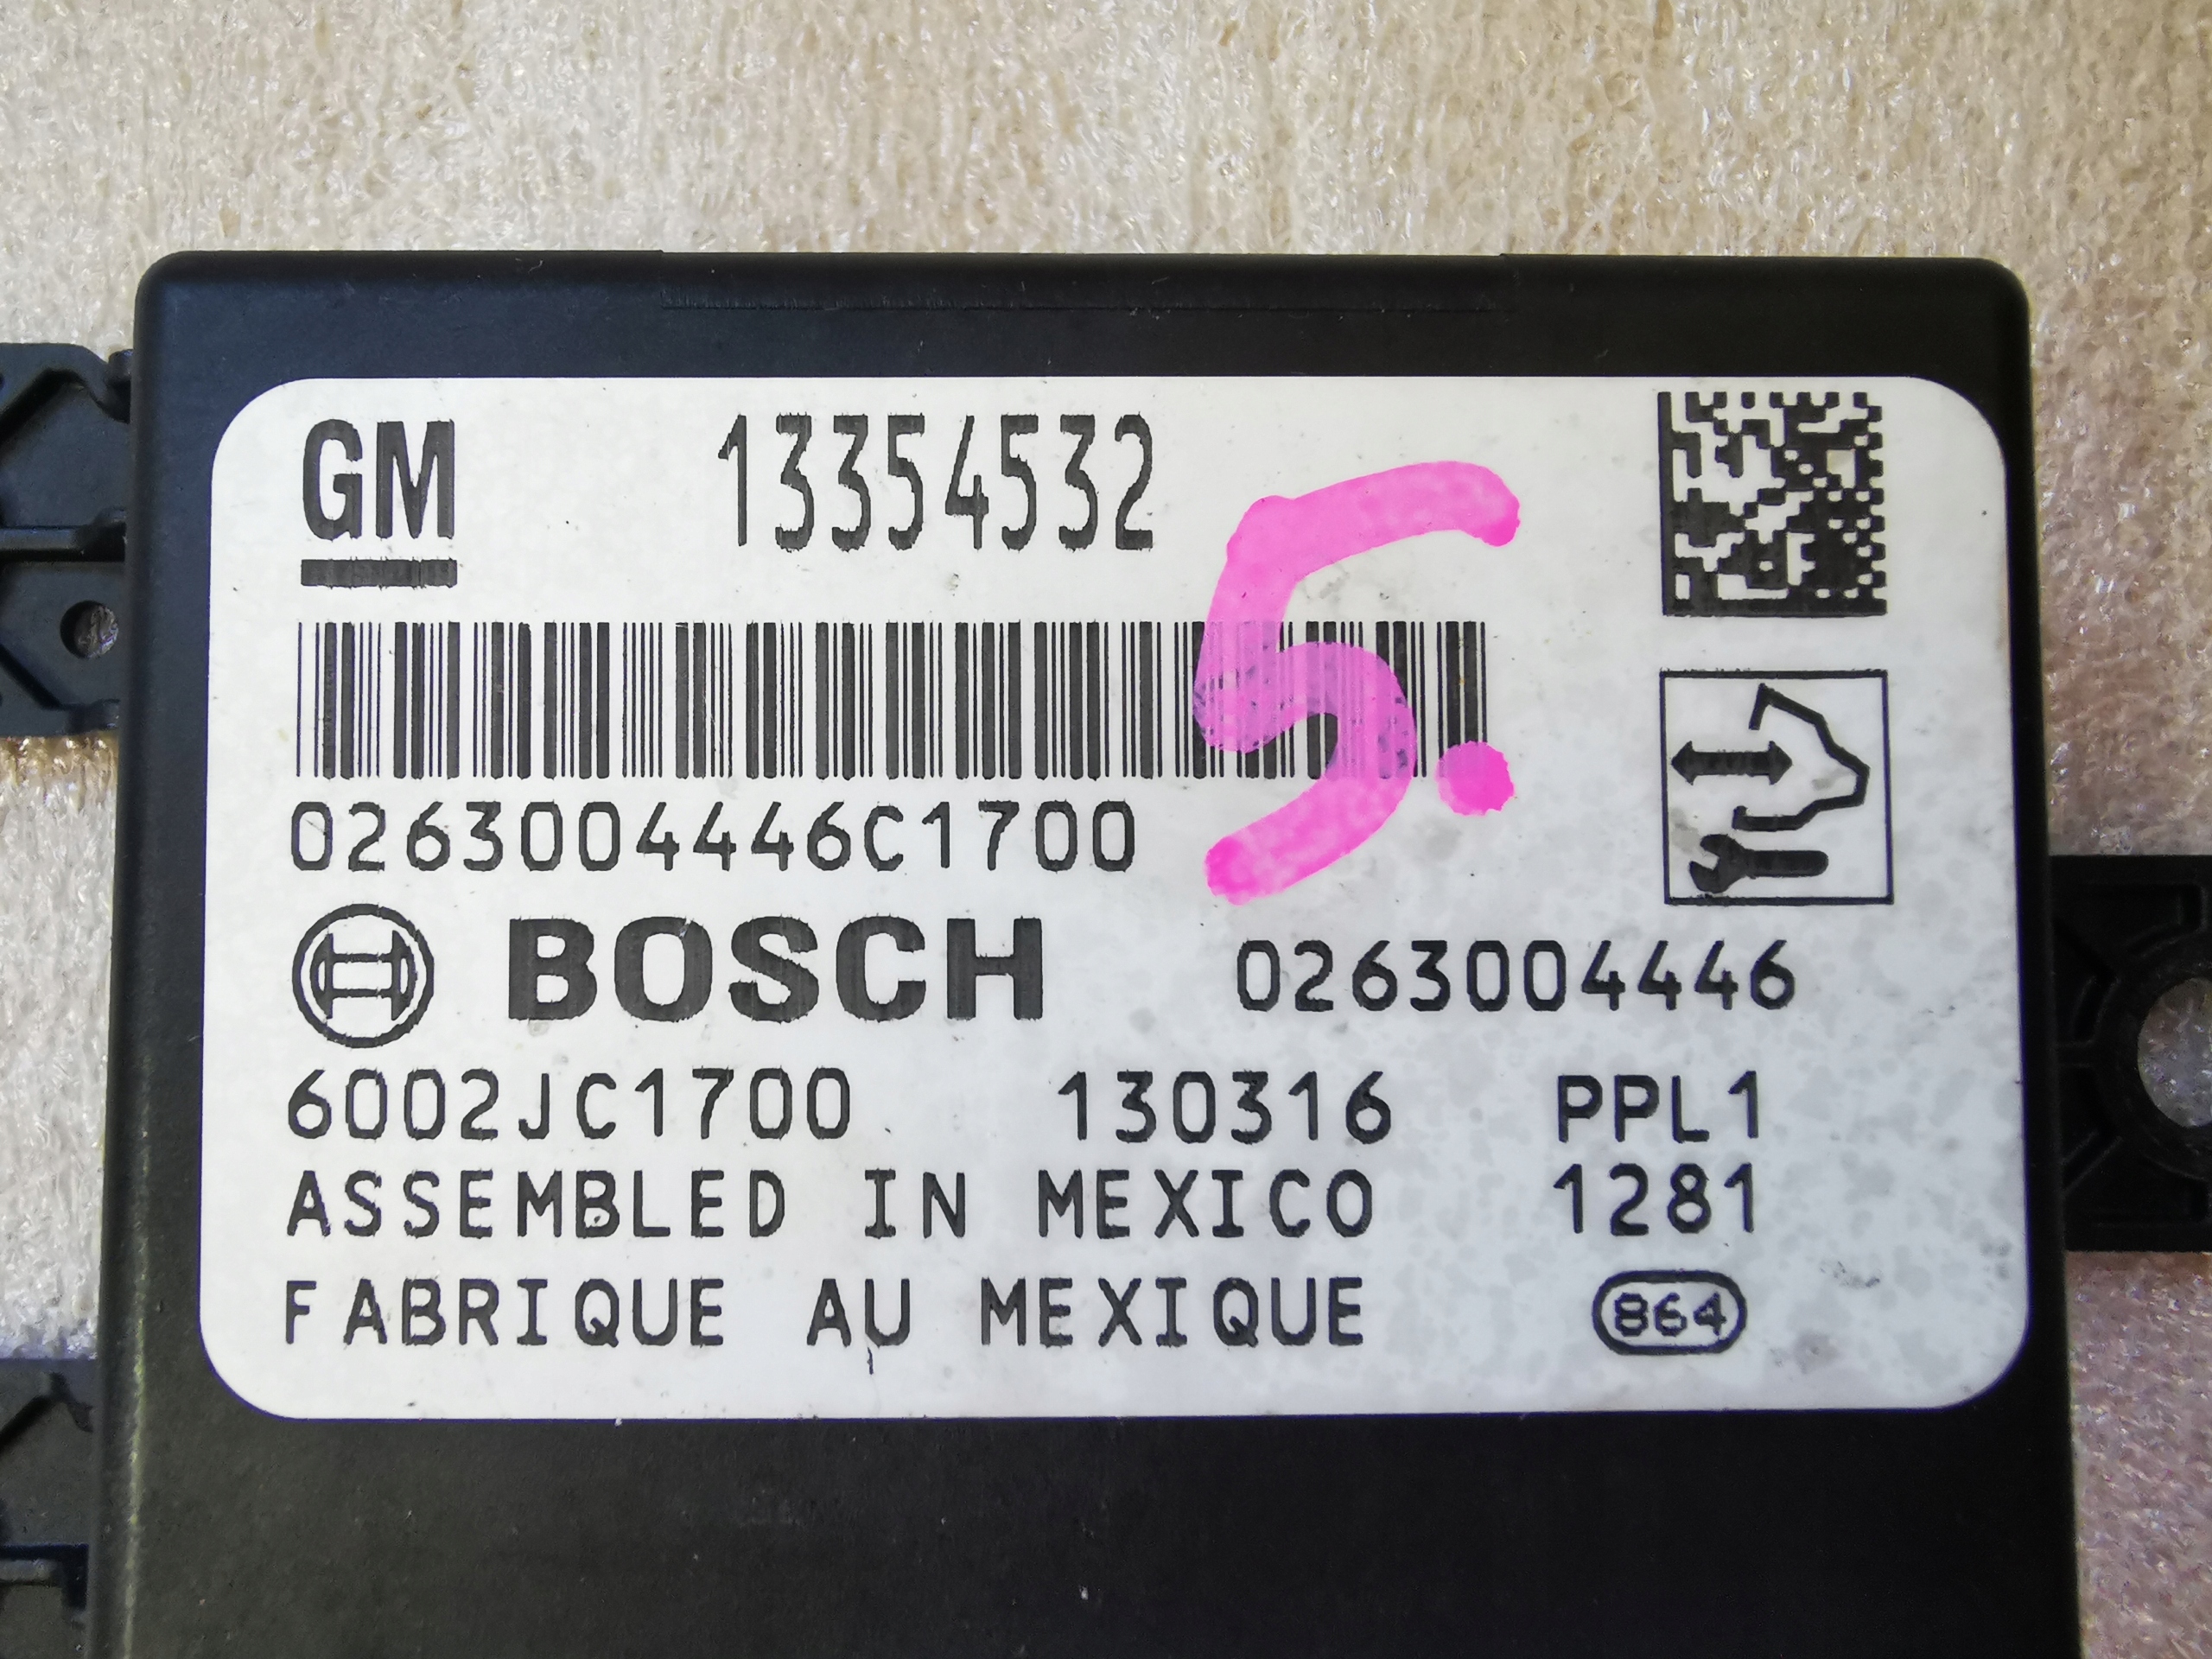 GM 13354532
5.
0263004446C1700
BOSCH 0263004446
6002JC1700 130316 PPL1
ASSEMBLED IN MEXICO 1281
FABRIQUE AU MEXIQUE 864